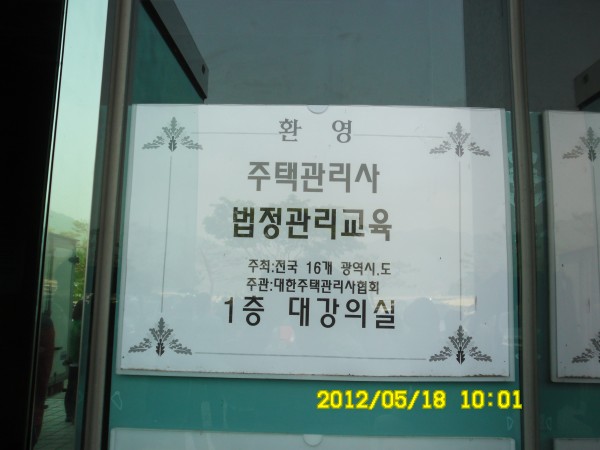 환 영
주택관리사
법정관리교육
주최:전국 16개 광역시,도
주관:대한주택관리사협회
1층 대강의실
2012/05/18 10:01